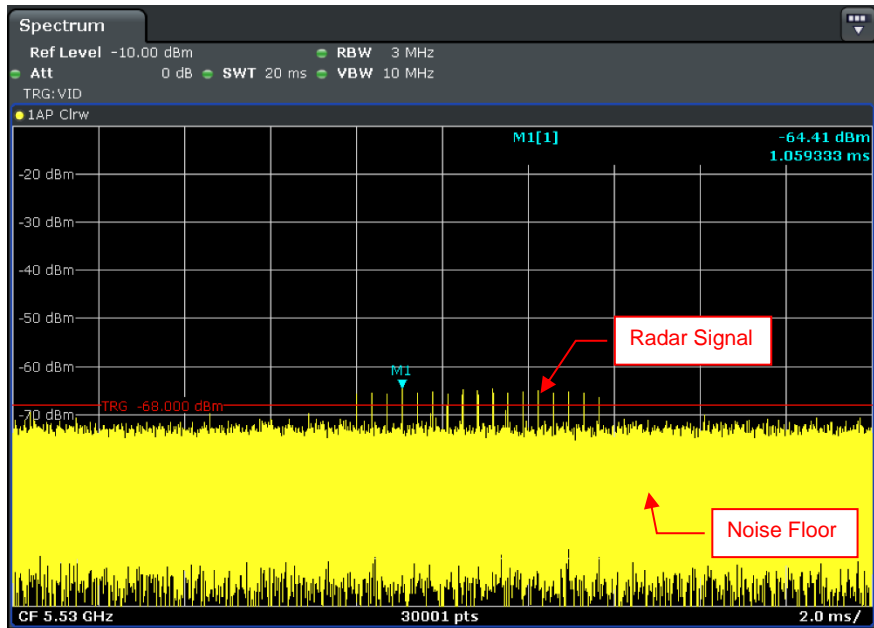 Spectrum
Ref Level -10.00 dBm RBW 3 MHz
Att 0 dB SWT 20 ms VBW 10 MHz
TRG:VID
1AP Clrw
M1[1] -64.41 dBm
1.059333 ms
-20 dBm
-30 dBm
-40 dBm
-50 dBm
Radar Signal
-60 dBm
M1
TRG -68.000 dBm
-70 dBm
Noise Floor
CF 5.53 GHz 30001 pts 2.0 ms/